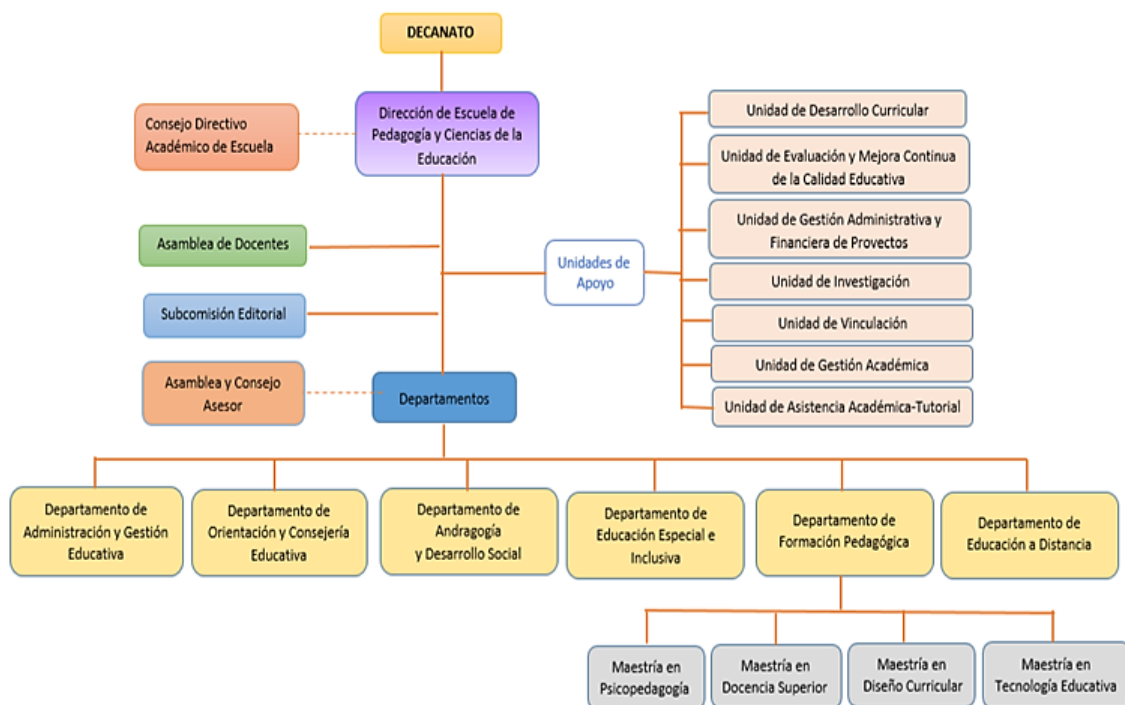 DECANATO
Consejo Directivo
Académico de Escuela
Dirección de Escuela de
Pedagogía y Ciencias de la
Educación
Asamblea de Docentes
Subcomisión Editorial
Asamblea y Consejo
Asesor
Departamentos
Unidades de
Apoyo
Unidad de Desarrollo Curricular
Unidad de Evaluación y Mejora Continua
de la Calidad Educativa
Unidad de Gestión Administrativa y
Financiera de Provectos
Unidad de Investigación
Unidad de Vinculación
Unidad de Gestión Académica
Unidad de Asistencia Académica-Tutorial
Departamento de
Administración y Gestión
Educativa
Departamento de
Orientación y Consejería
Educativa
Departamento de
Andragogía
y Desarrollo Social
Departamento de
Educación Especial e
Inclusiva
Departamento de
Formación Pedagógica
Departamento de
Educación a Distancia
Maestría en
Psicopedagogía
Maestría en
Docencia Superior
Maestría en
Diseño Curricular
Maestría en
Tecnología Educativa